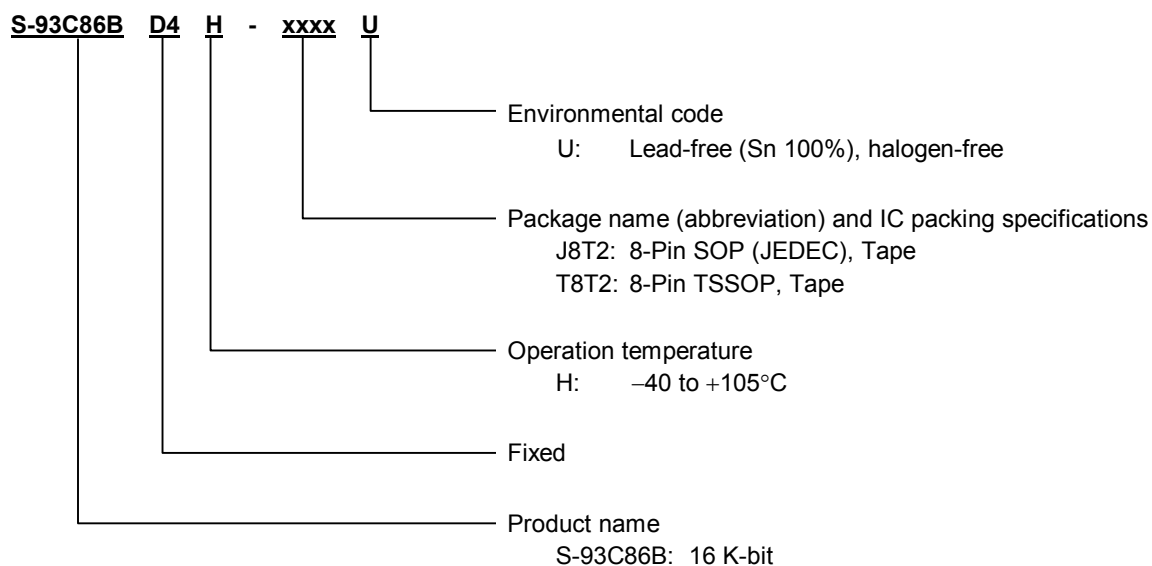 S-93C86B D4 H - xxxx U
Environmental code
U: Lead-free (Sn 100%), halogen-free
Package name (abbreviation) and IC packing specifications
J8T2: 8-Pin SOP (JEDEC), Tape
T8T2: 8-Pin TSSOP, Tape
Operation temperature
H: −40 to +105°C
Fixed
Product name
S-93C86B: 16 K-bit